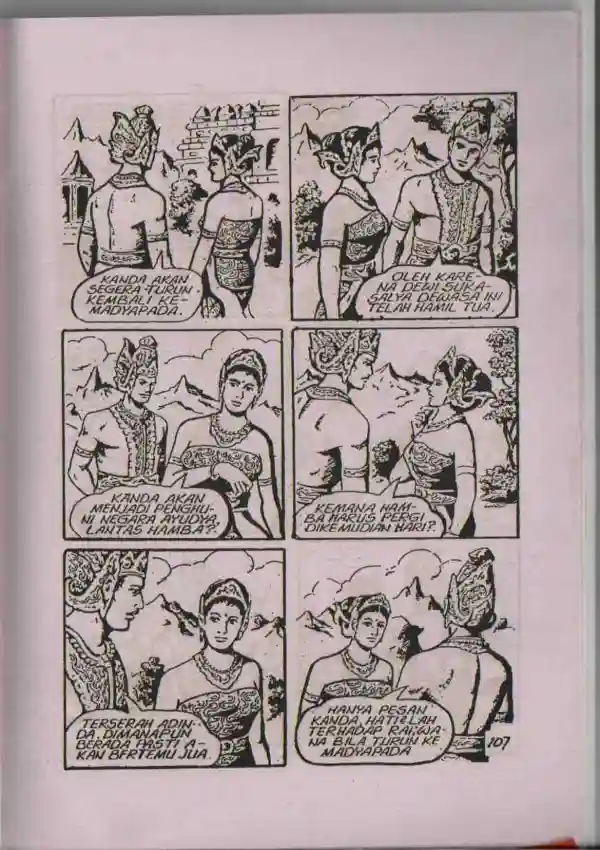 KANDA AKAN
SEGERA TURUN
KEMBALI KE-
MADYAPADA.
OLEH KARE-
NA DEWI SUKA-
SALYA DEWASA INI
TELAH HAMIL TUA.
KANDA AKAN
MENJADI PENGHU-
NI NEGARA AYUDYA,
LANTAS HAMBA?
KEMANA HAM-
BA HARUS PERGI
DIKEMUDIAN HARI?
TERSERAH ADIN-
DA, DIMANAPUN
BERADA PASTI A-
KAN BERTEMU JUA.
HANYA PESAN
KANDA, HATI2LAH
TERHADAP RAHWA-
NA BILA TURUN KE
MADYAPADA
107